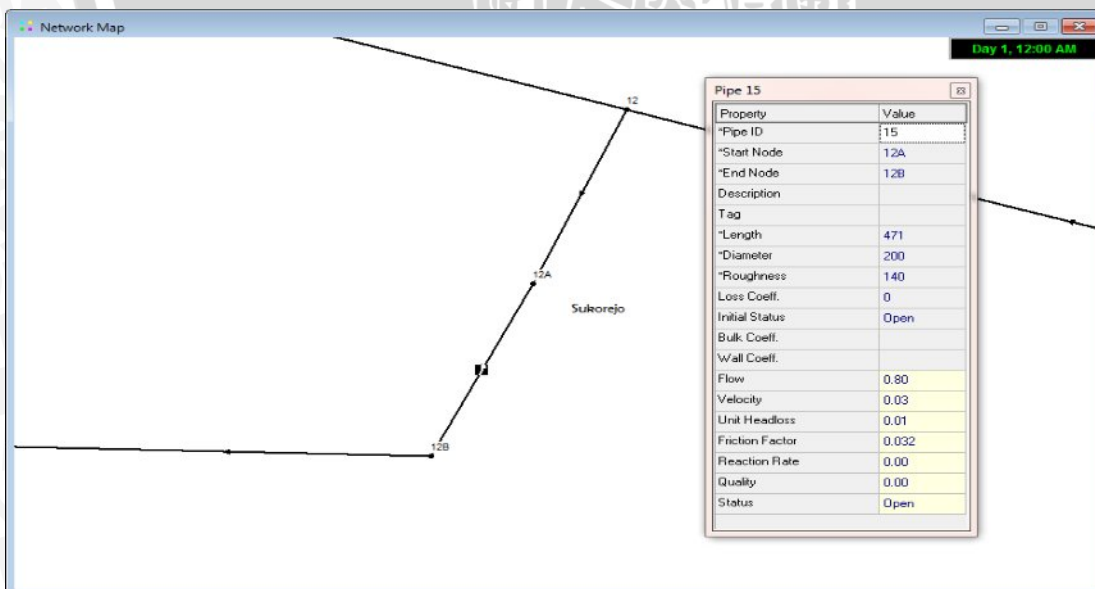 Network Map
Day 1, 12:00 AM
12
12A
Sukorejo
12B
Pipe 15
Property Value
*Pipe ID 15
*Start Node 12A
*End Node 12B
Description
Tag
*Length 471
*Diameter 200
*Roughness 140
Loss Coeff. 0
Initial Status Open
Bulk Coeff.
Wall Coeff.
Flow 0.80
Velocity 0.03
Unit Headloss 0.01
Friction Factor 0.032
Reaction Rate 0.00
Quality 0.00
Status Open